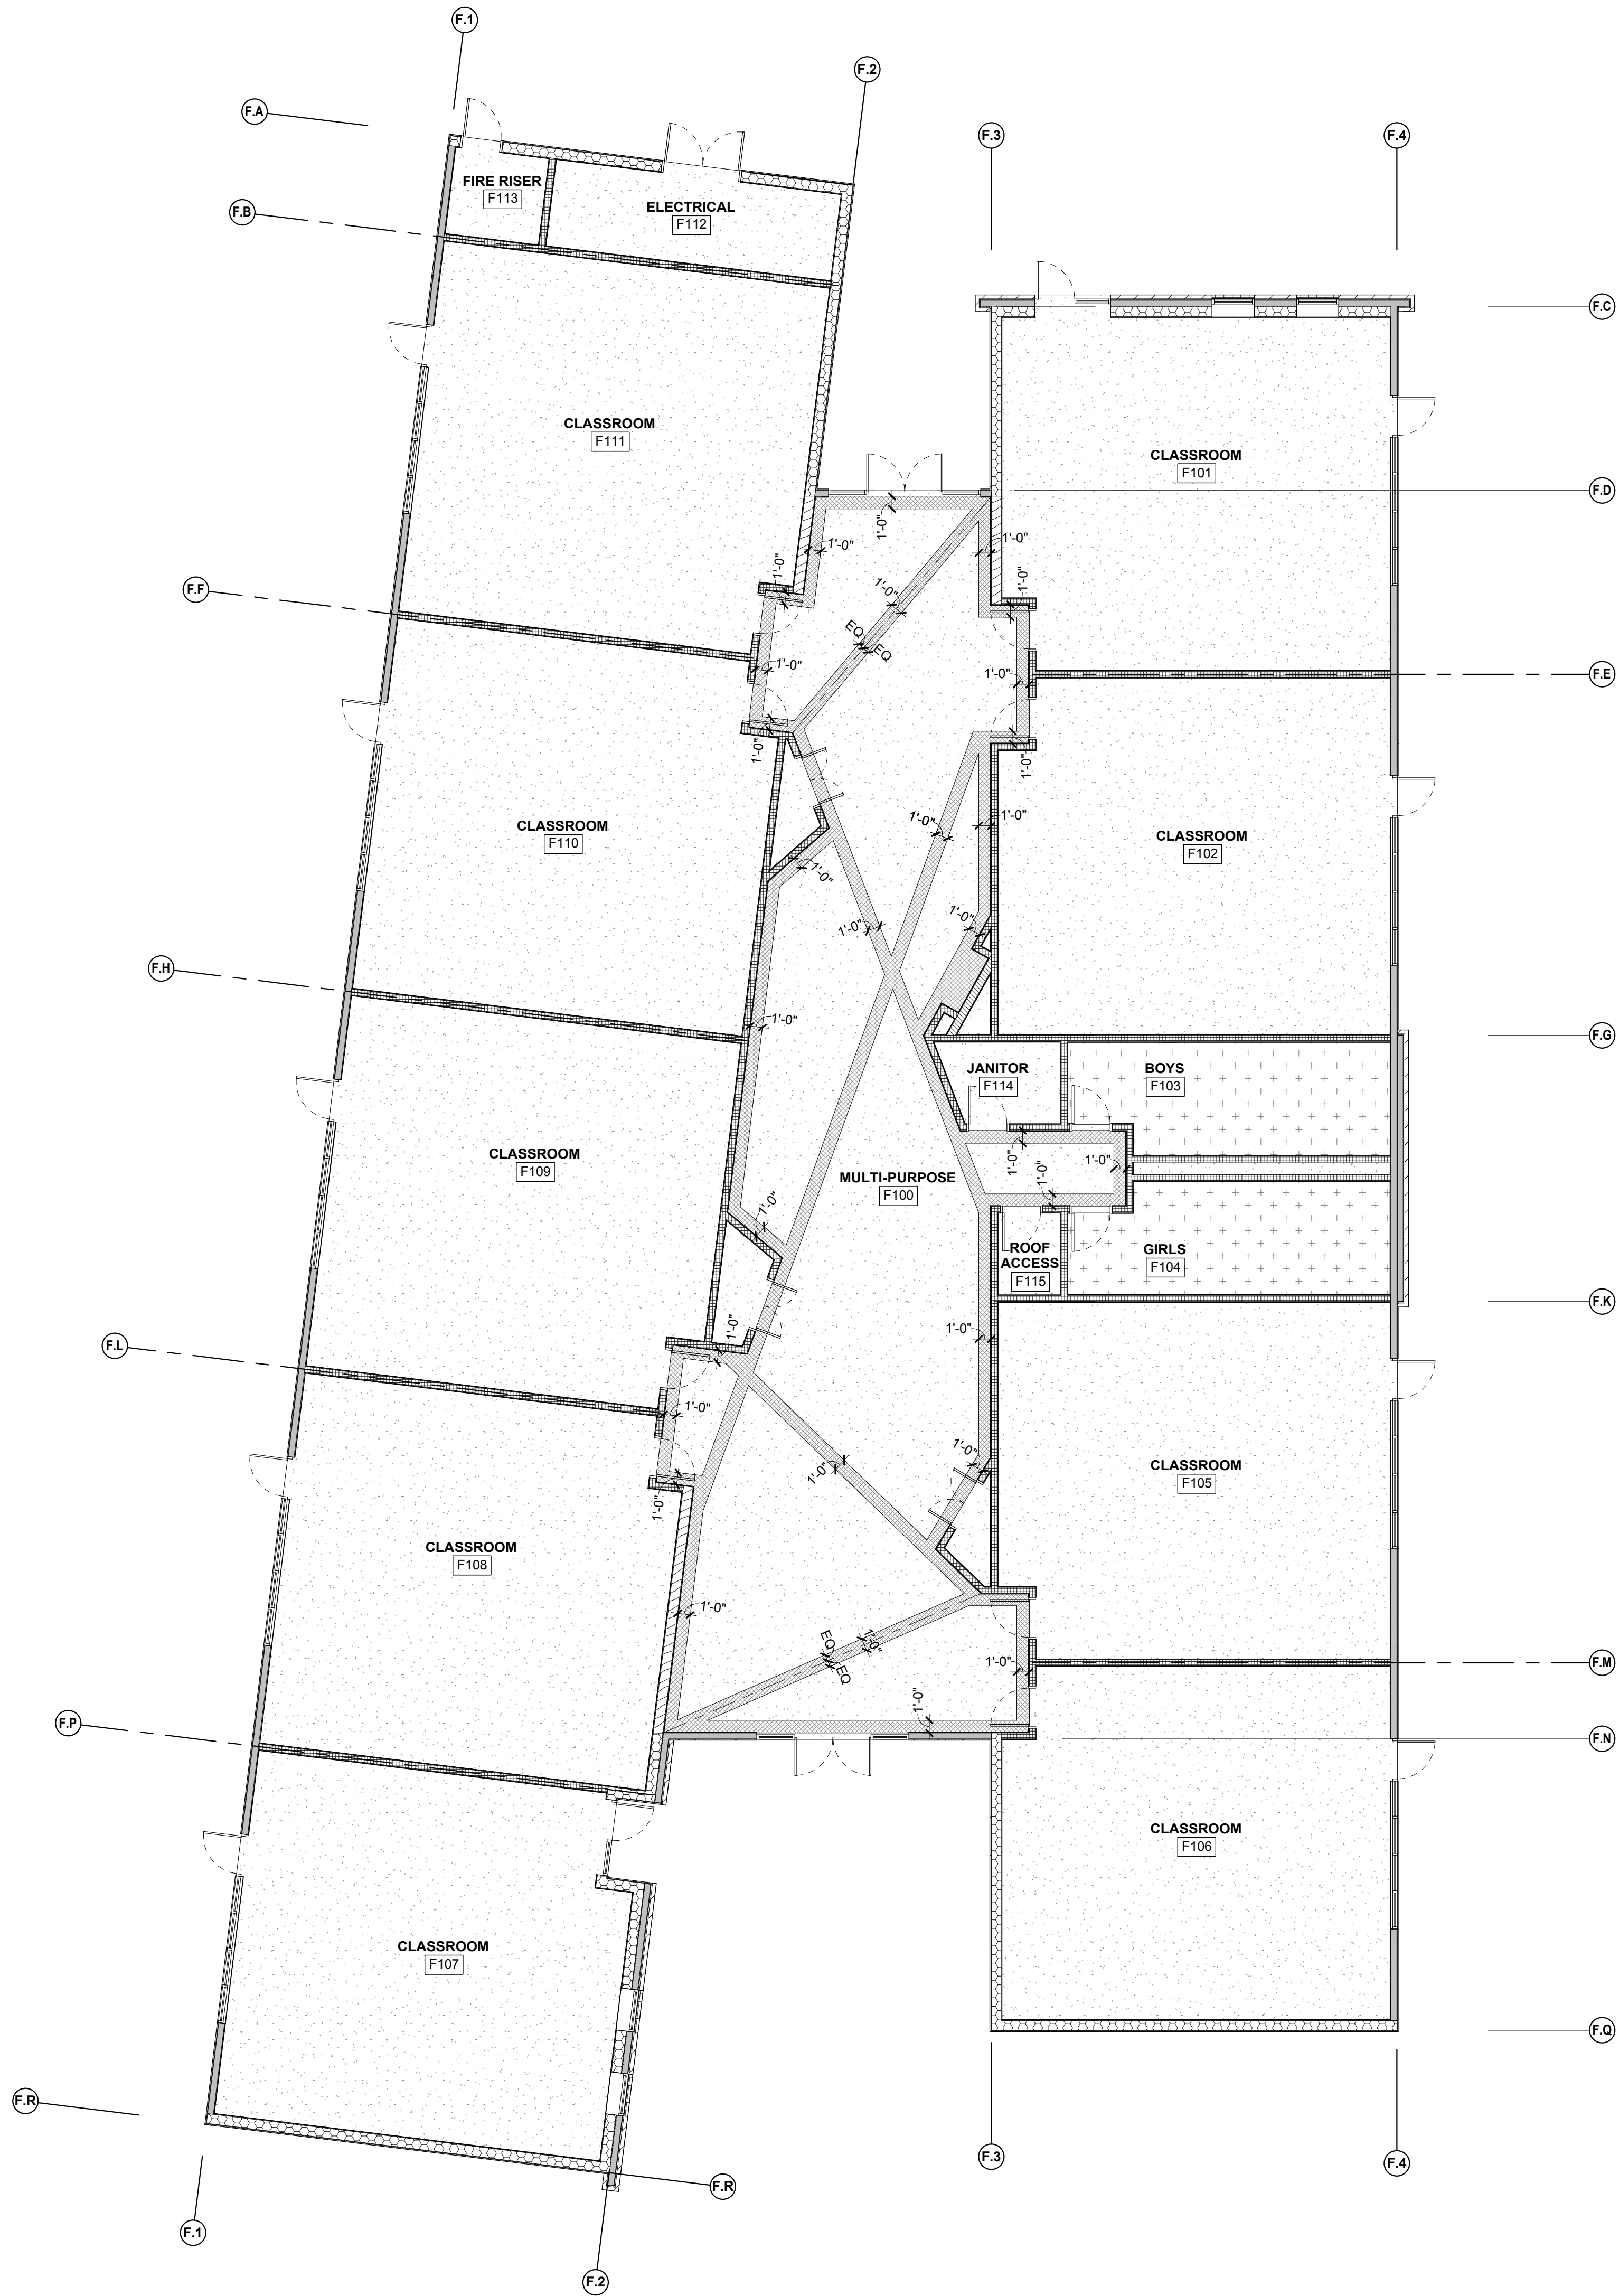 F.1
F.2
F.A
F.3
F.4
FIRE RISER
F113
ELECTRICAL
F112
F.B
F.C
CLASSROOM
F111
CLASSROOM
F101
F.D
1'-0"
1'-0"
1'-0"
1'-0"
1'-0"
1'-0"
F.F
EQ
EQ
1'-0"
1'-0"
F.E
1'-0"
1'-0"
CLASSROOM
F110
1'-0"
1'-0"
CLASSROOM
F102
1'-0"
1'-0"
1'-0"
F.H
1'-0"
F.G
JANITOR
F114
BOYS
F103
CLASSROOM
F109
1'-0"
1'-0"
1'-0"
MULTI-PURPOSE
F100
1'-0"
ROOF
ACCESS
F115
GIRLS
F104
F.K
1'-0"
1'-0"
F.L
1'-0"
1'-0"
1'-0"
1'-0"
CLASSROOM
F105
CLASSROOM
F108
1'-0"
EQ
EQ
1'-0"
1'-0"
F.M
1'-0"
F.P
F.N
CLASSROOM
F106
CLASSROOM
F107
F.Q
F.R
F.3
F.4
F.R
F.1
F.2